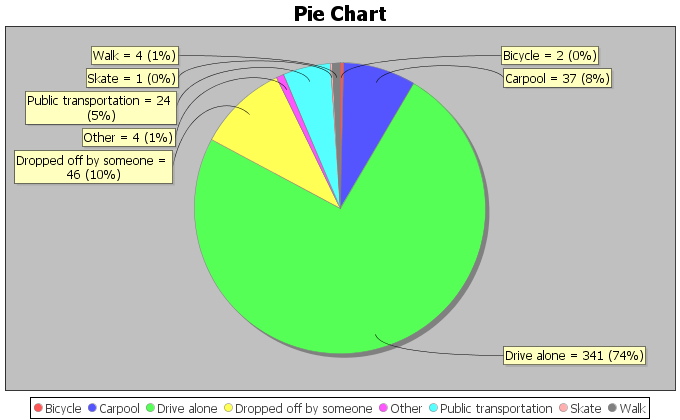 Pie Chart
Walk = 4 (1%)
Bicycle = 2 (0%)
Skate = 1 (0%)
Carpool = 37 (8%)
Public transportation = 24
(5%)
Other = 4 (1%)
Dropped off by someone =
46 (10%)
Drive alone = 341 (74%)
Bicycle Carpool Drive alone Dropped off by someone Other Public transportation Skate Walk